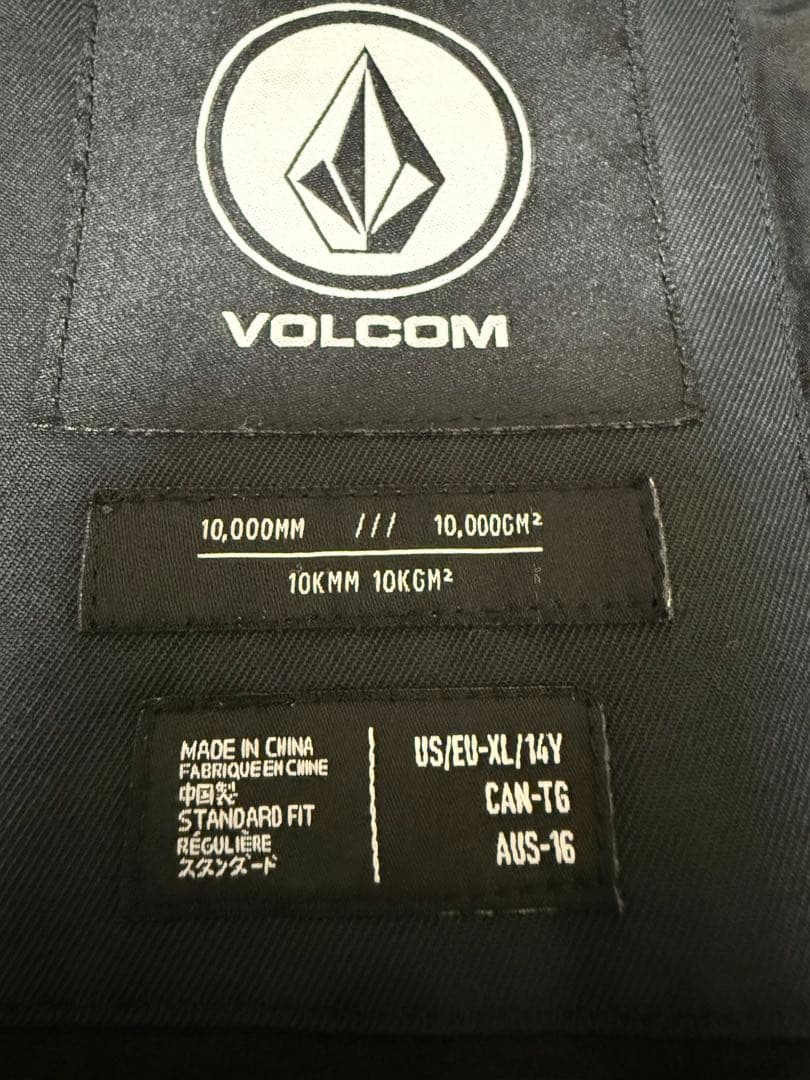 VOLCOM
10,000MM /// 10,000GM²
10KMM 10KGM²
MADE IN CHINA
FABRIQUE EN CHINE
中国製
STANDARD FIT
RÉGULIÈRE
スタンダード
US/EU-XL/14Y
CAN-TG
AUS-16